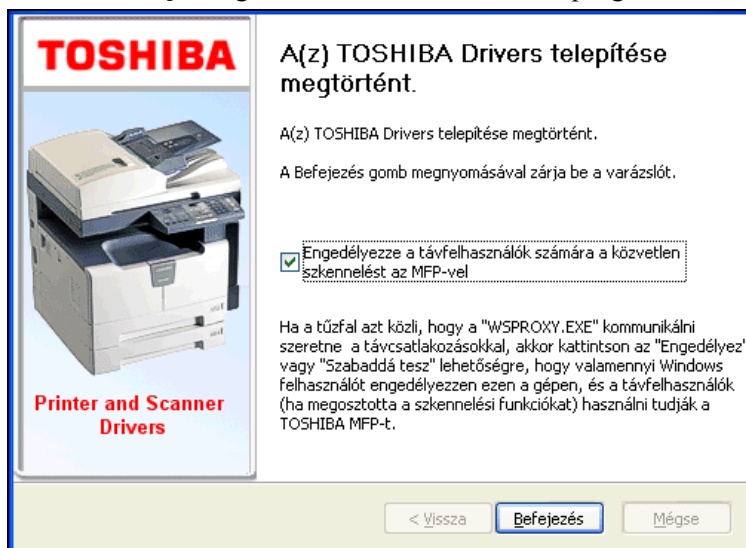 TOSHIBA
Printer and Scanner
Drivers
A(z) TOSHIBA Drivers telepítése
megtörtént.
A(z) TOSHIBA Drivers telepítése megtörtént.
A Befejezés gomb megnyomásával zárja be a varázslót.
Engedélyezze a távfelhasználók számára a közvetlen
szkennelést az MFP-vel
Ha a tűzfal azt közli, hogy a "WSPROXY.EXE" kommunikálni
szeretne a távcsatlakozásokkal, akkor kattintson az "Engedélyez"
vagy "Szabaddá tesz" lehetőségre, hogy valamennyi Windows
felhasználót engedélyezzen ezen a gépen, és a távfelhasználók
(ha megosztotta a szkennelési funkciókat) használni tudják a
TOSHIBA MFP-t.
< Vissza
Befejezés
Mégse